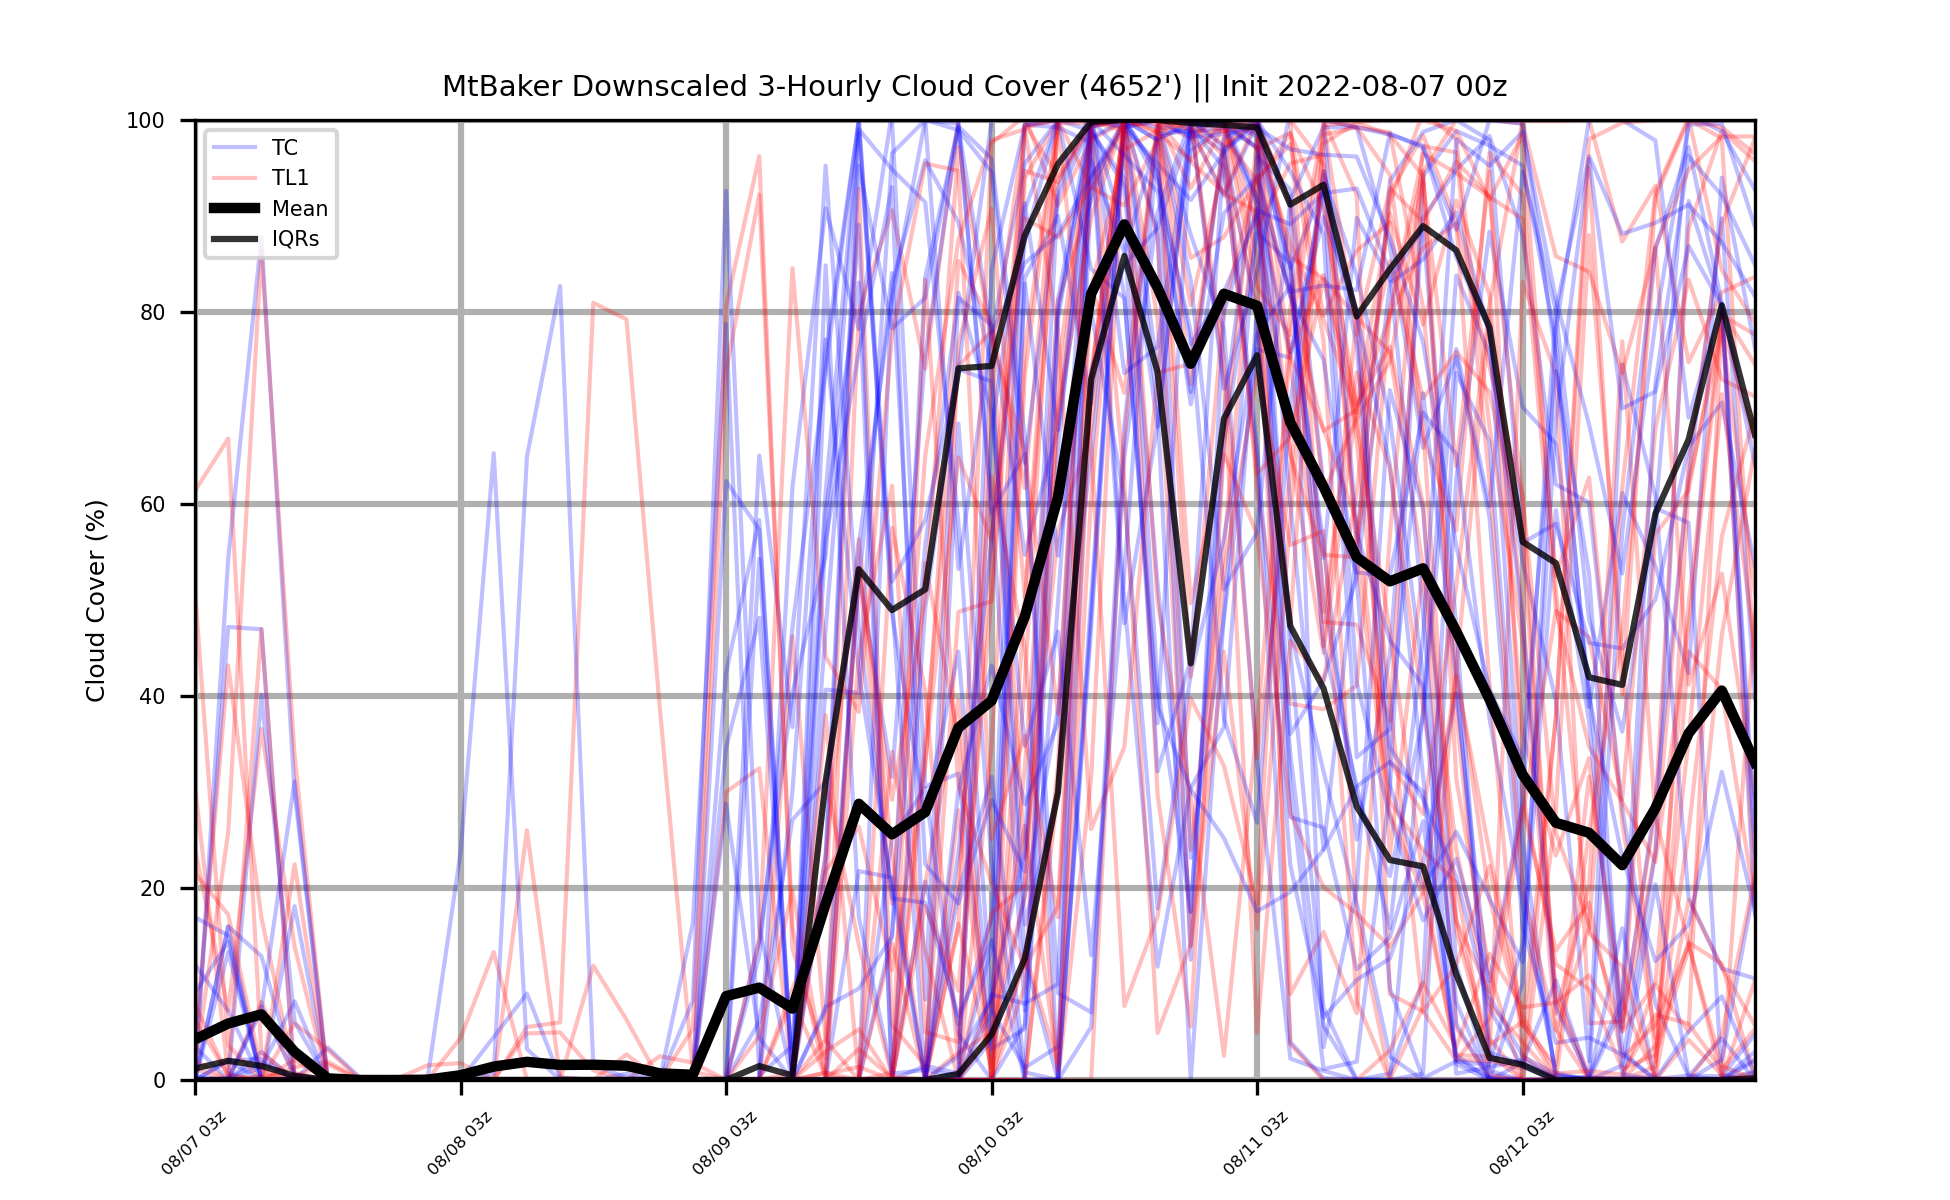 MtBaker Downscaled 3-Hourly Cloud Cover (4652') || Init 2022-08-07 00z
TC
TL1
Mean
IQRs
Cloud Cover (%)
100
80
60
40
20
0
08/07 03z
08/08 03z
08/09 03z
08/10 03z
08/11 03z
08/12 03z